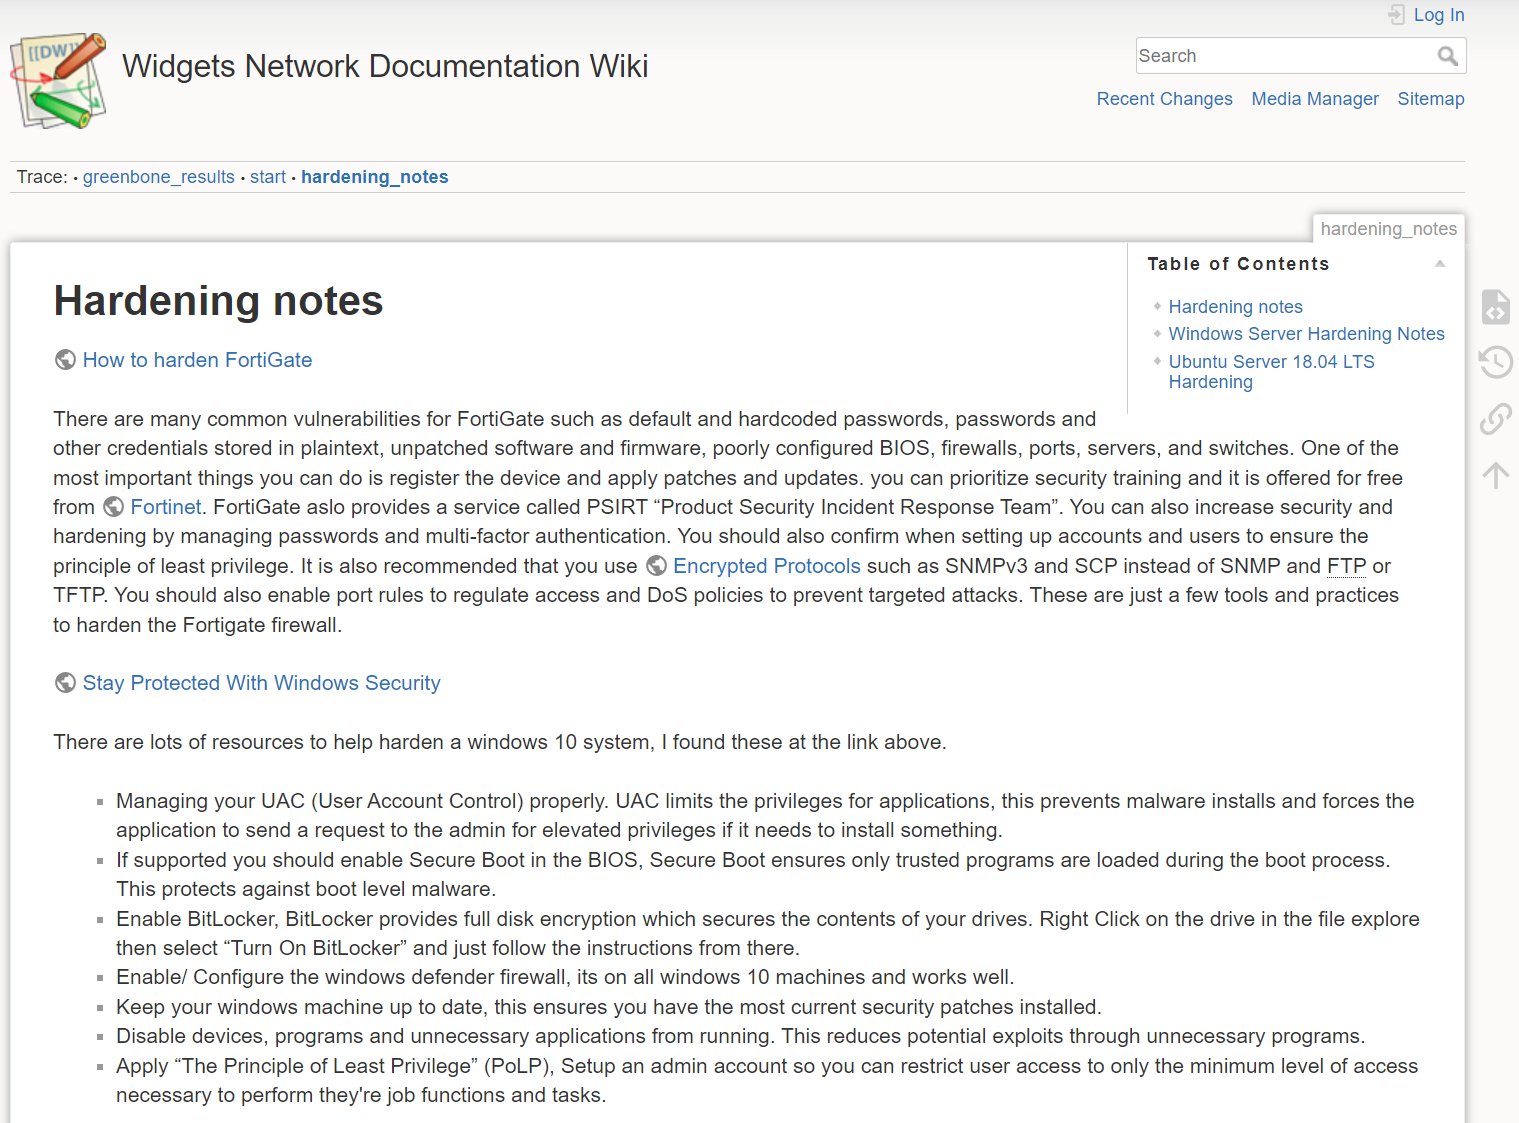 Log In
[[DW]]
Widgets Network Documentation Wiki
Search
Recent Changes Media Manager Sitemap
Trace: • greenbone_results • start • hardening_notes
hardening_notes
Table of Contents
Hardening notes
Windows Server Hardening Notes
Ubuntu Server 18.04 LTS
Hardening
Hardening notes
How to harden FortiGate
There are many common vulnerabilities for FortiGate such as default and hardcoded passwords, passwords and
other credentials stored in plaintext, unpatched software and firmware, poorly configured BIOS, firewalls, ports, servers, and switches. One of the
most important things you can do is register the device and apply patches and updates. you can prioritize security training and it is offered for free
from Fortinet. FortiGate aslo provides a service called PSIRT “Product Security Incident Response Team”. You can also increase security and
hardening by managing passwords and multi-factor authentication. You should also confirm when setting up accounts and users to ensure the
principle of least privilege. It is also recommended that you use Encrypted Protocols such as SNMPv3 and SCP instead of SNMP and FTP or
TFTP. You should also enable port rules to regulate access and DoS policies to prevent targeted attacks. These are just a few tools and practices
to harden the Fortigate firewall.
Stay Protected With Windows Security
There are lots of resources to help harden a windows 10 system, I found these at the link above.
Managing your UAC (User Account Control) properly. UAC limits the privileges for applications, this prevents malware installs and forces the
application to send a request to the admin for elevated privileges if it needs to install something.
If supported you should enable Secure Boot in the BIOS, Secure Boot ensures only trusted programs are loaded during the boot process.
This protects against boot level malware.
Enable BitLocker, BitLocker provides full disk encryption which secures the contents of your drives. Right Click on the drive in the file explore
then select “Turn On BitLocker” and just follow the instructions from there.
Enable/ Configure the windows defender firewall, its on all windows 10 machines and works well.
Keep your windows machine up to date, this ensures you have the most current security patches installed.
Disable devices, programs and unnecessary applications from running. This reduces potential exploits through unnecessary programs.
Apply “The Principle of Least Privilege” (PoLP), Setup an admin account so you can restrict user access to only the minimum level of access
necessary to perform they're job functions and tasks.